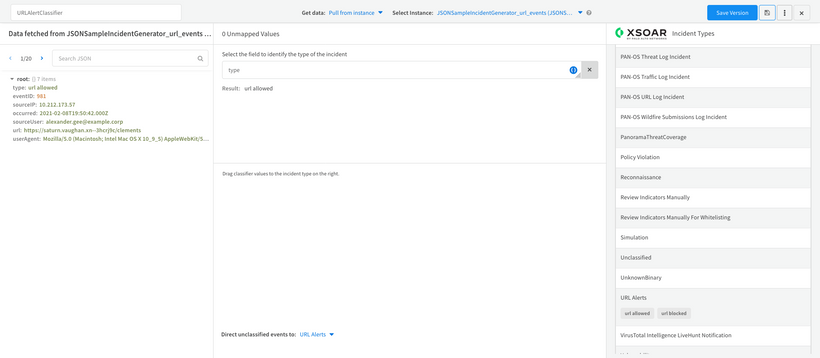 URLAlertClassifier
Get data: Pull from instance
Select Instance: JSONSampleIncidentGenerator_url_events (JSONS...
Save Version
Data fetched from JSONSampleIncidentGenerator_url_events ...
1/20
Search JSON
root: [] 7 items
type: url allowed
eventID: 981
sourceIP: 10.212.173.57
occurred: 2021-02-08T19:50:42.000Z
sourceUser: alexander.gee@example.corp
url: https://saturn.vaughan.xn--3hcrj9c/clements
userAgent: Mozilla/5.0 (Macintosh; Intel Mac OS X 10_9_5) AppleWebKit/5...
0 Unmapped Values
Select the field to identify the type of the incident
type
Result: url allowed
Drag classifier values to the incident type on the right.
Direct unclassified events to: URL Alerts
XSOAR
Incident Types
PAN-OS Threat Log Incident
PAN-OS Traffic Log Incident
PAN-OS URL Log Incident
PAN-OS Wildfire Submissions Log Incident
PanoramaThreatCoverage
Policy Violation
Reconnaissance
Review Indicators Manually
Review Indicators Manually For Whitelisting
Simulation
Unclassified
UnknownBinary
URL Alerts
url allowed
url blocked
VirusTotal Intelligence LiveHunt Notification